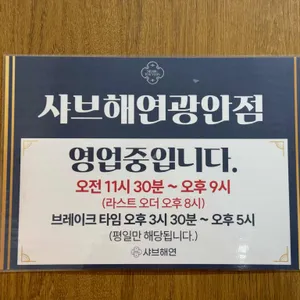 샤브해연광안점
영업중입니다.
오전 11시 30분 ~ 오후 9시
(라스트 오더 오후 8시)
브레이크 타임 오후 3시 30분 ~ 오후 5시
(평일만 해당됩니다.)
샤브해연